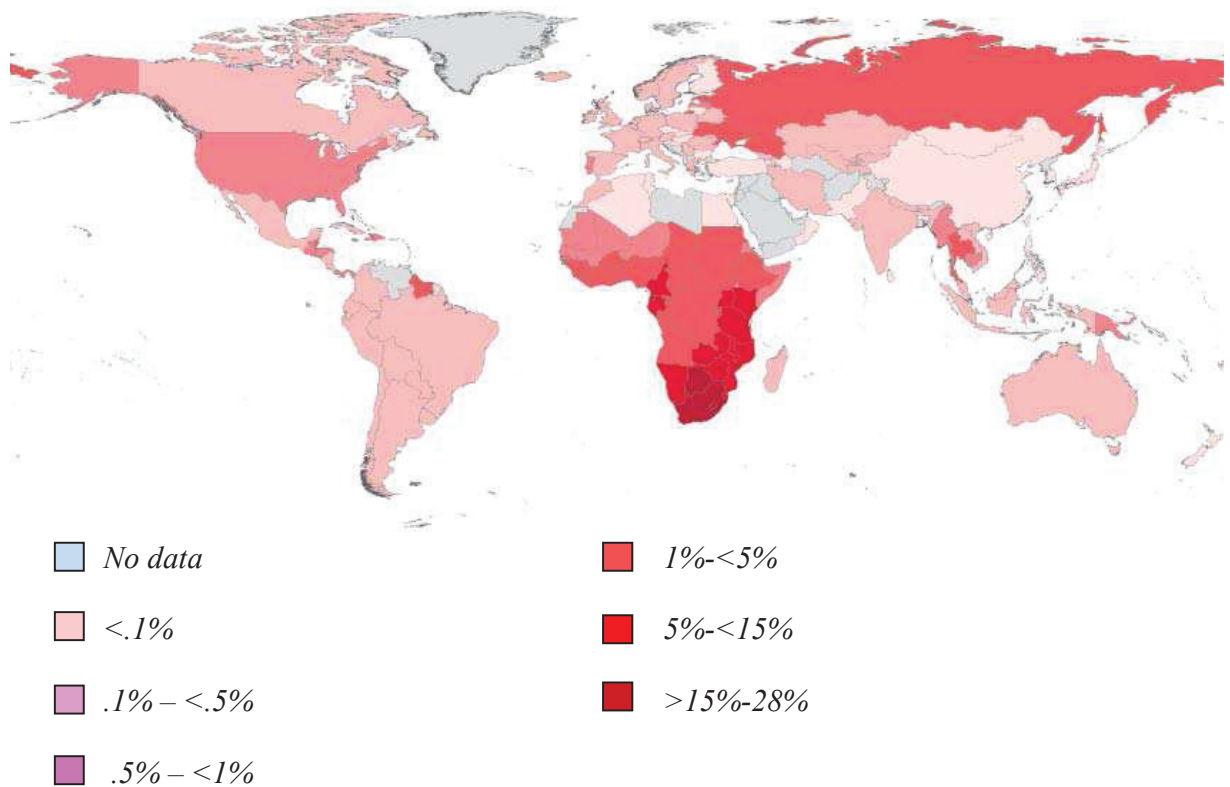 No data
<.1%
.1% – <.5%
.5% – <1%
1%-<5%
5%-<15%
>15%-28%